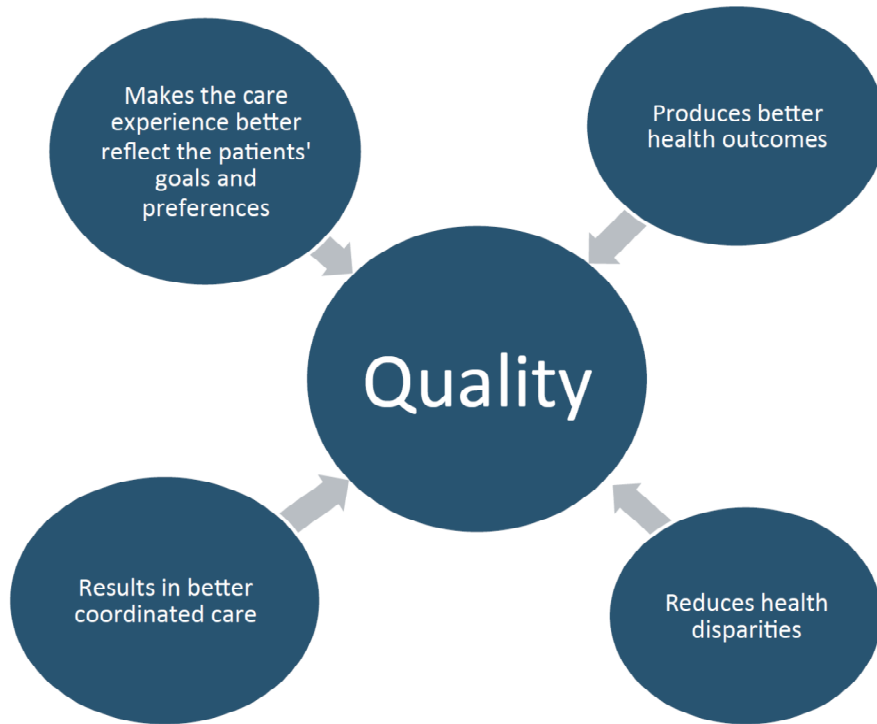 Makes the care
experience better
reflect the patients'
goals and
preferences
Produces better
health outcomes
Quality
Results in better
coordinated care
Reduces health
disparities